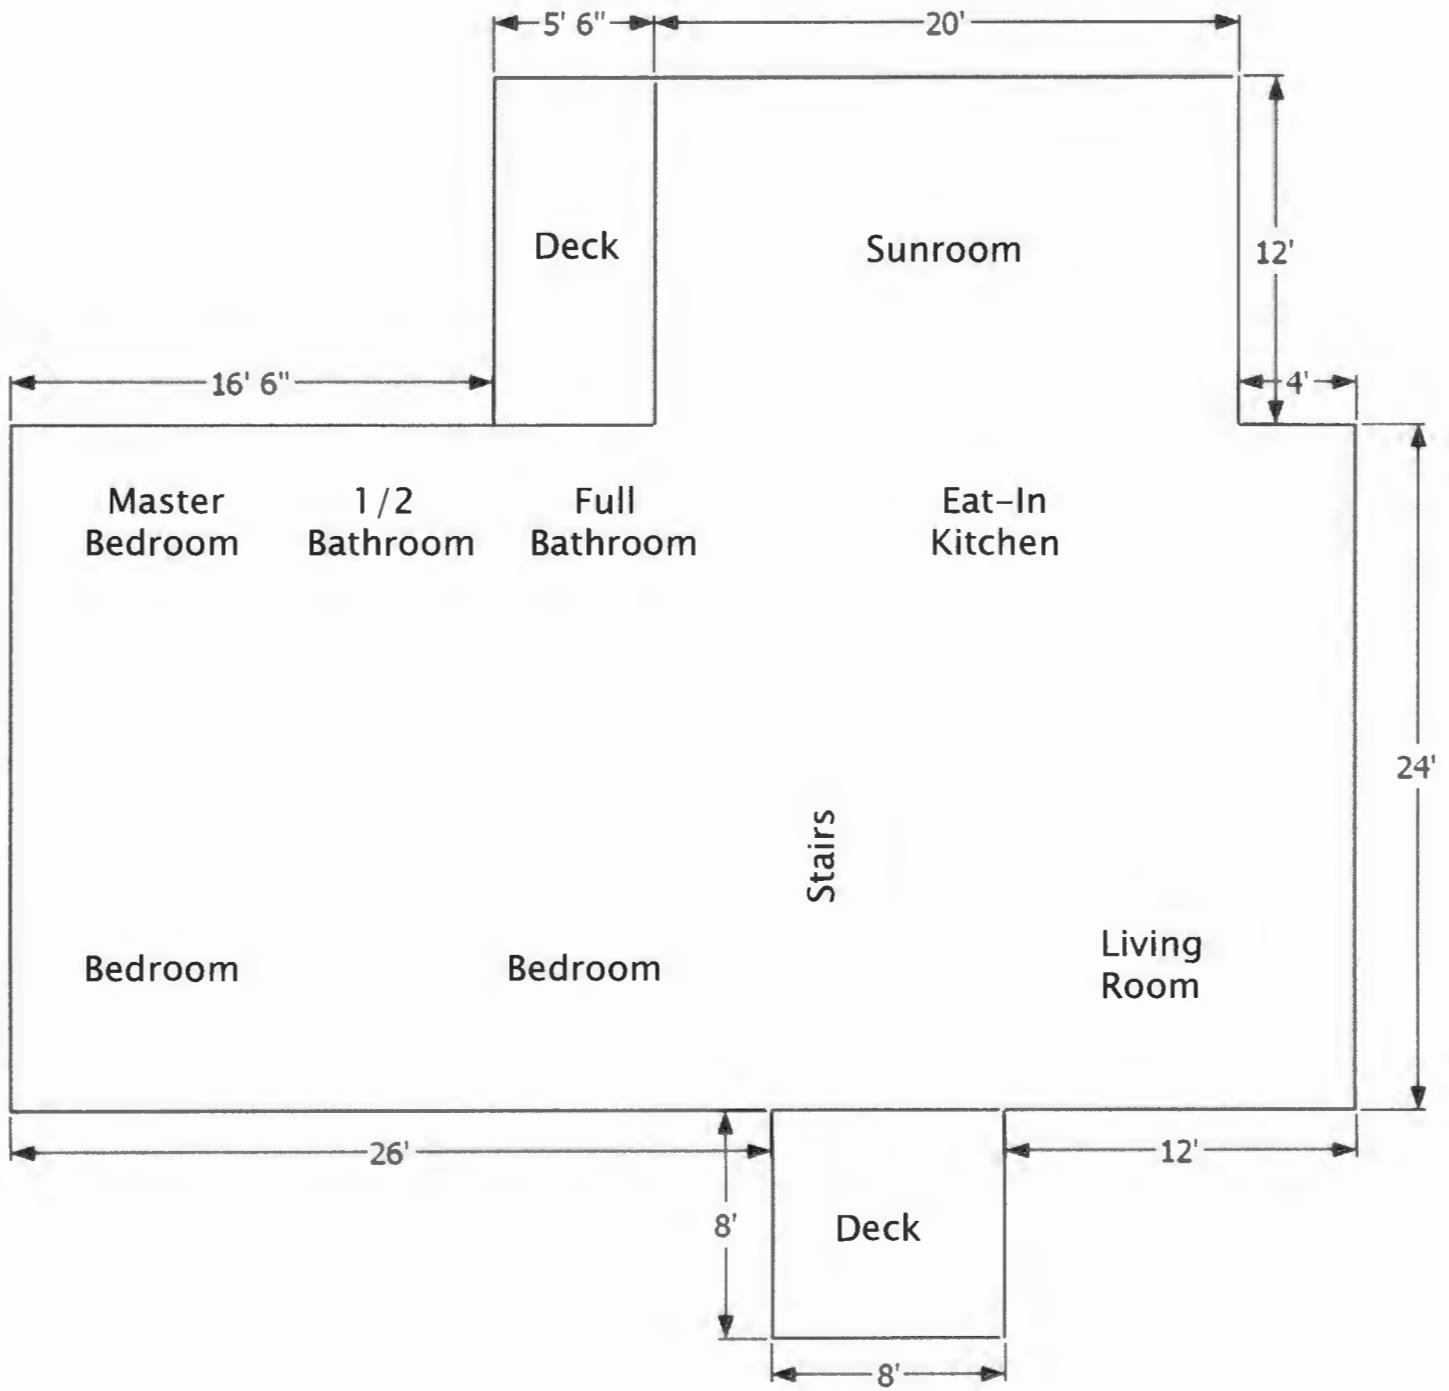 5' 6"
20'
Deck
Sunroom
12'
16' 6"
4'
Master
Bedroom
1/2
Bathroom
Full
Bathroom
Eat-In
Kitchen
24'
Stairs
Bedroom
Bedroom
Living
Room
26'
12'
8'
Deck
8'